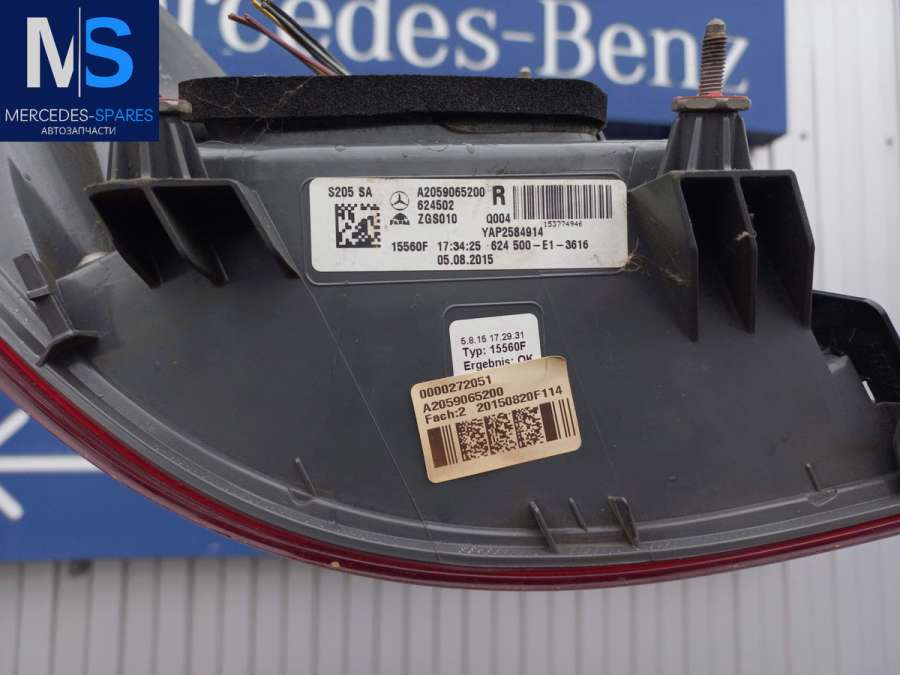 MS
MERCEDES-SPARES
АВТОЗАПЧАСТИ
Mercedes-Benz
S205 SA
A2059065200 R
624502
ZGS010 Q004
153774946
YAP2584914
15560F 17:34:25 624 500-E1-3616
05.08.2015
5.8.15 17.29.31
Typ: 15560F
Ergebnis: OK
0000272051
A2059065200
Fach:2 20150820F114